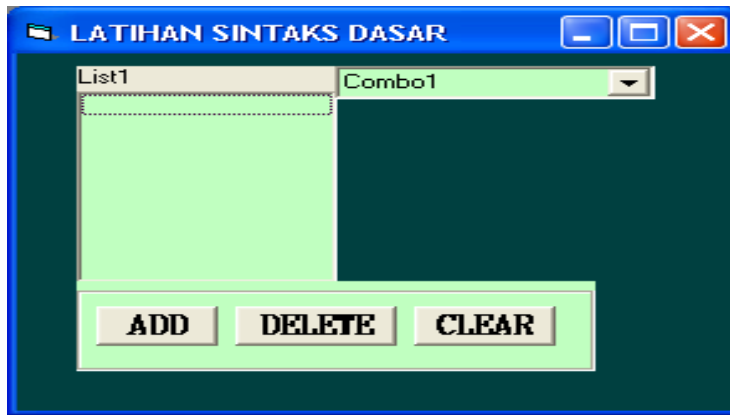 LATIHAN SINTAKS DASAR
List1
Combo1
ADD DELETE CLEAR